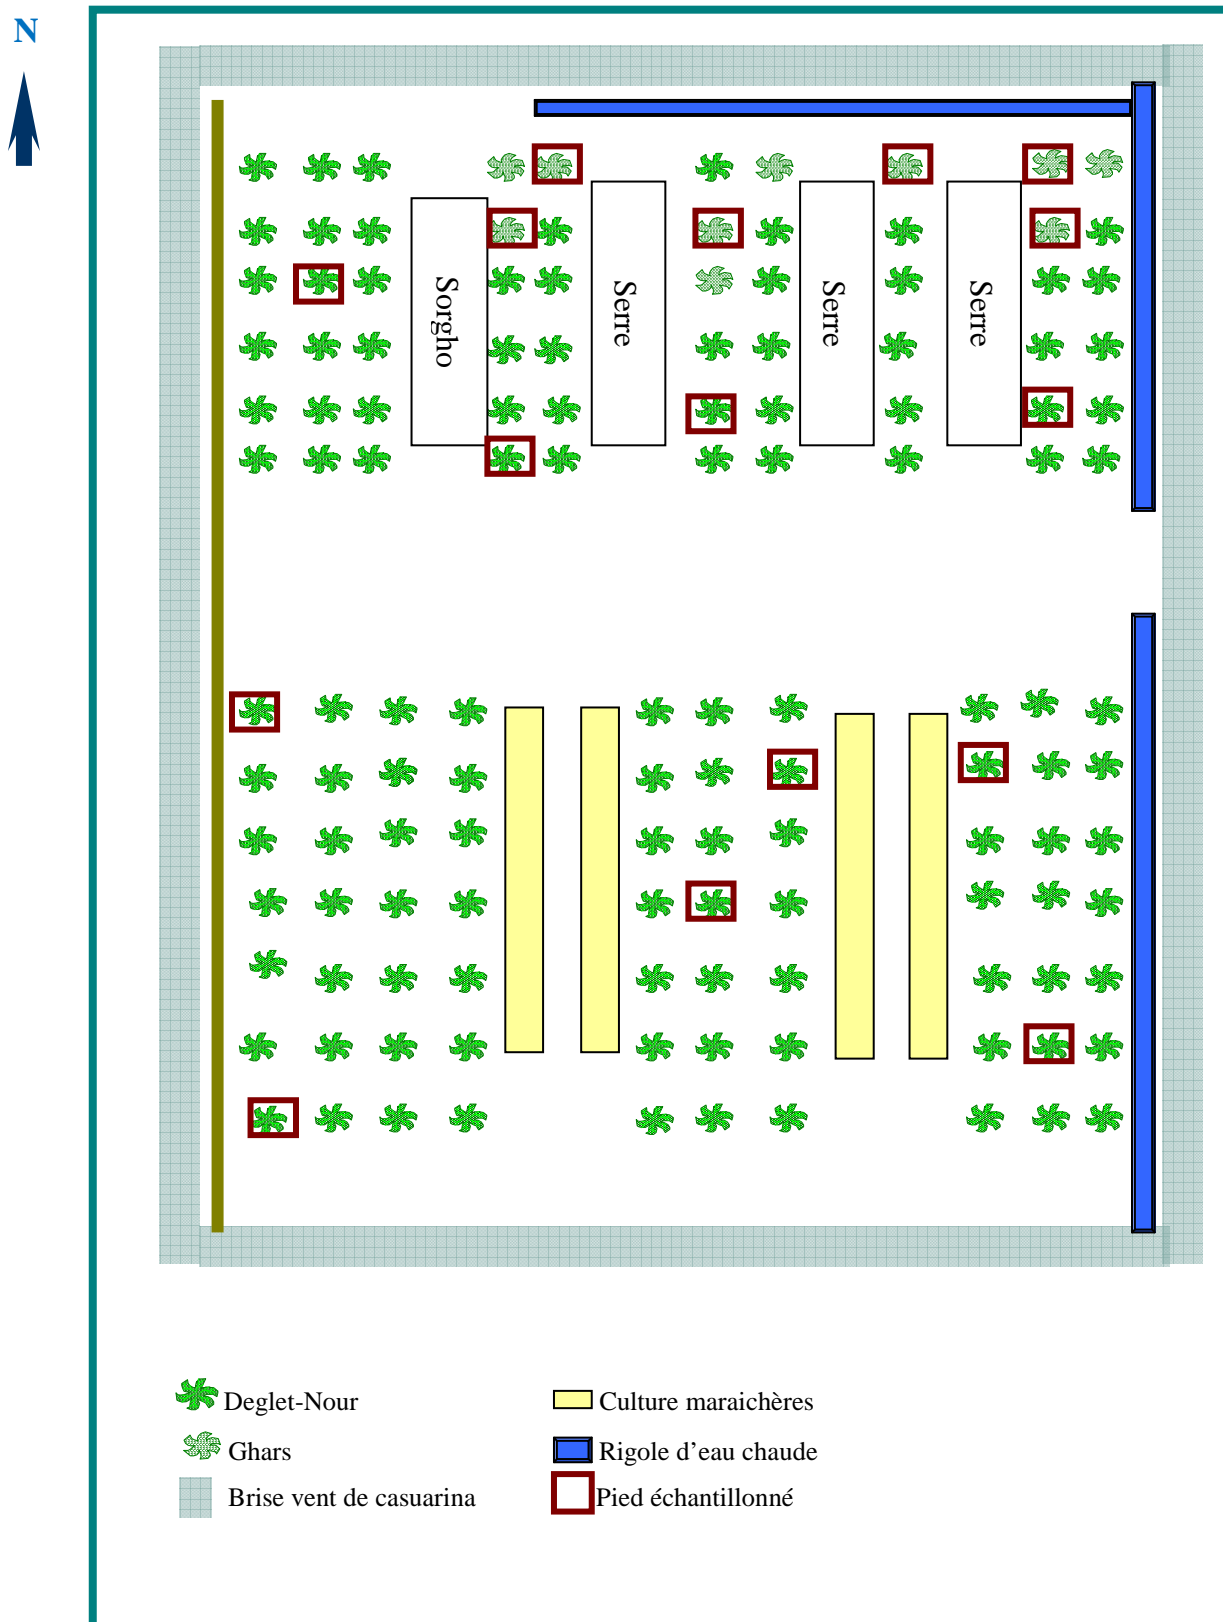 N
Sorgho
Serre
Serre
Serre
Deglet-Nour
Culture maraichères
Ghars
Rigole d’eau chaude
Brise vent de casuarina
Pied échantillonné